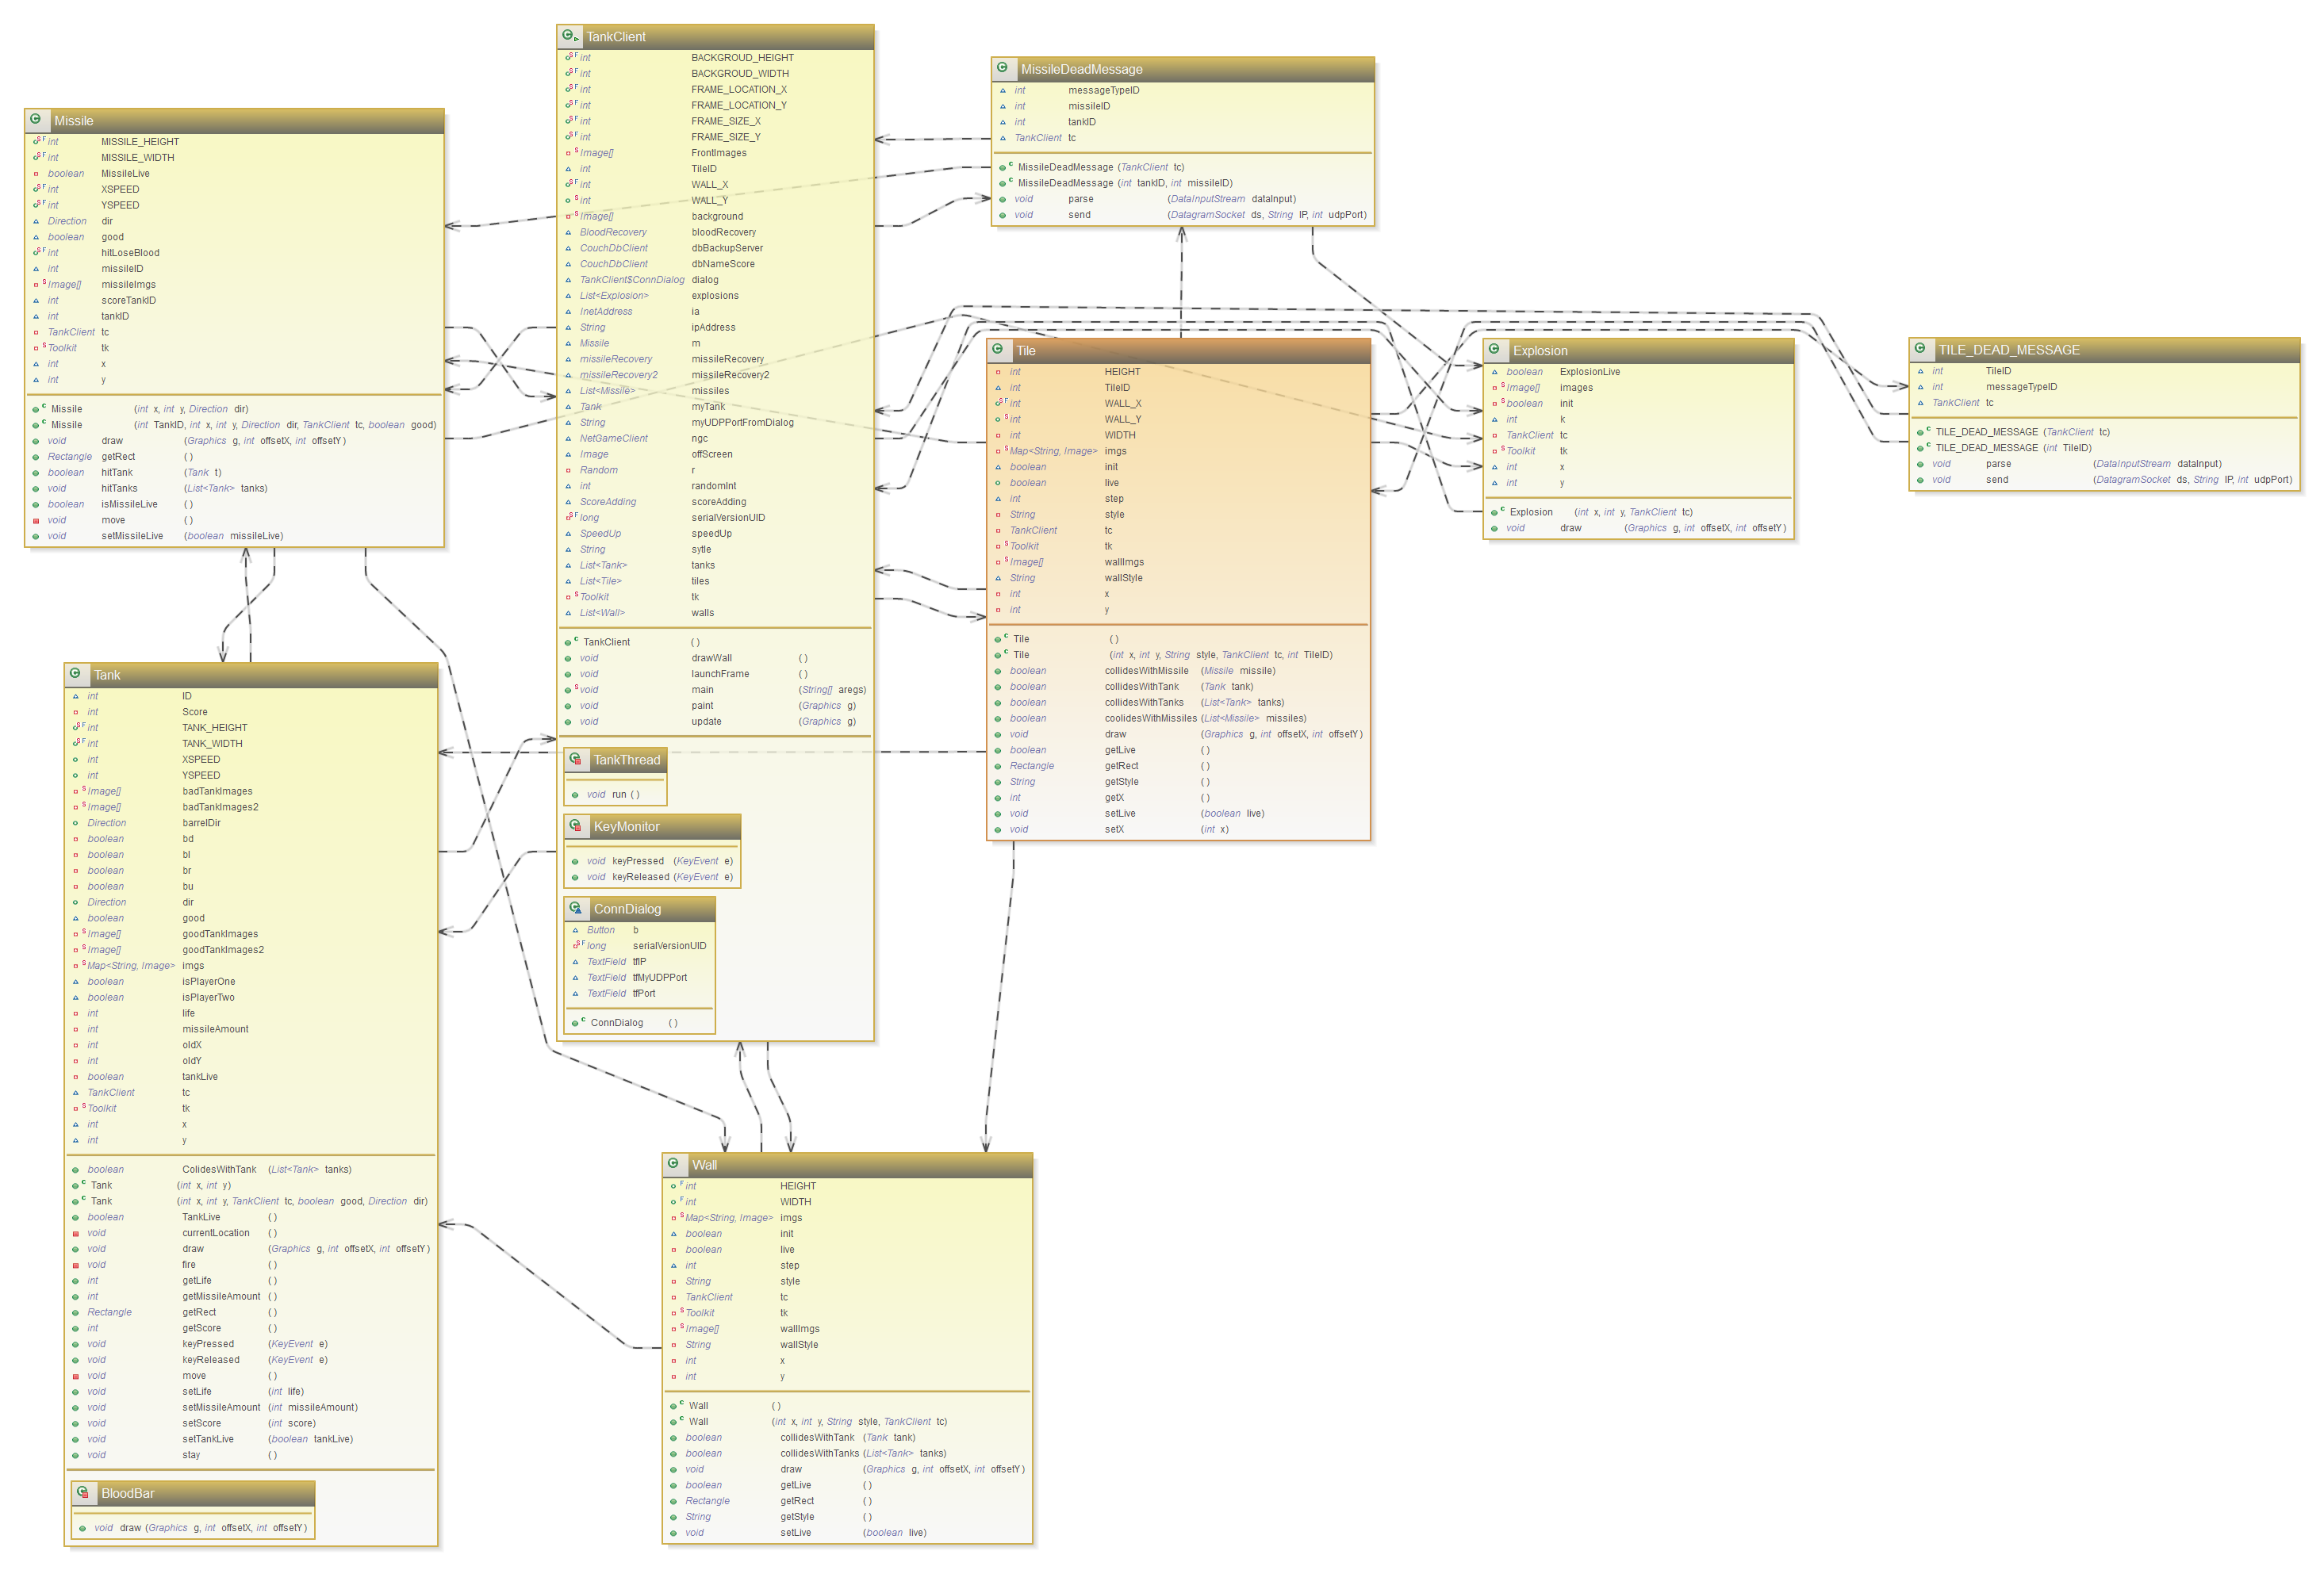 TankClient
int BACKGROUD_HEIGHT
int BACKGROUD_WIDTH
int FRAME_LOCATION_X
int FRAME_LOCATION_Y
int FRAME_SIZE_X
int FRAME_SIZE_Y
Image[] FrontImages
int TileID
int WALL_X
int WALL_Y
Image[] background
BloodRecovery bloodRecovery
CouchDbClient dbBackupServer
CouchDbClient dbNameScore
TankClient$ConnDialog dialog
List<Explosion> explosions
InetAddress ia
String ipAddress
Missile m
missileRecovery missileRecovery
missileRecovery2 missileRecovery2
List<Missile> missiles
Tank myTank
String myUDPPortFromDialog
NetGameClient ngc
Image offScreen
Random r
int randomInt
ScoreAdding scoreAdding
long serialVersionUID
SpeedUp speedUp
String sytle
List<Tank> tanks
List<Tile> tiles
Toolkit tk
List<Wall> walls
TankClient ( )
void drawWall ( )
void launchFrame ( )
void main (String[] aregs)
void paint (Graphics g)
void update (Graphics g)
TankThread
void run ( )
KeyMonitor
void keyPressed (KeyEvent e)
void keyReleased (KeyEvent e)
ConnDialog
Button b
long serialVersionUID
TextField tfIP
TextField tfMyUDPPort
TextField tfPort
ConnDialog ( )
MissileDeadMessage
int messageTypeID
int missileID
int tankID
TankClient tc
MissileDeadMessage (TankClient tc)
MissileDeadMessage (int tankID, int missileID)
void parse (DataInputStream dataInput)
void send (DatagramSocket ds, String IP, int udpPort)
Missile
int MISSILE_HEIGHT
int MISSILE_WIDTH
boolean MissileLive
int XSPEED
int YSPEED
Direction dir
boolean good
int hitLoseBlood
int missileID
Image[] missileImgs
int scoreTankID
int tankID
TankClient tc
Toolkit tk
int x
int y
Missile (int x, int y, Direction dir)
Missile (int TankID, int x, int y, Direction dir, TankClient tc, boolean good)
void draw (Graphics g, int offsetX, int offsetY)
Rectangle getRect ( )
boolean hitTank (Tank t)
void hitTanks (List<Tank> tanks)
boolean isMissileLive ( )
void move ( )
void setMissileLive (boolean missileLive)
Tile
int HEIGHT
int TileID
int WALL_X
int WALL_Y
int WIDTH
Map<String, Image> imgs
boolean init
boolean live
int step
String style
TankClient tc
Toolkit tk
Image[] wallImgs
String wallStyle
int x
int y
Tile ( )
Tile (int x, int y, String style, TankClient tc, int TileID)
boolean collidesWithMissile (Missile missile)
boolean collidesWithTank (Tank tank)
boolean collidesWithTanks (List<Tank> tanks)
boolean coolidesWithMissiles (List<Missile> missiles)
void draw (Graphics g, int offsetX, int offsetY)
boolean getLive ( )
Rectangle getRect ( )
String getStyle ( )
int getX ( )
void setLive (boolean live)
void setX (int x)
Explosion
boolean ExplosionLive
Image[] images
boolean init
int k
TankClient tc
Toolkit tk
int x
int y
Explosion (int x, int y, TankClient tc)
void draw (Graphics g, int offsetX, int offsetY)
TILE_DEAD_MESSAGE
int TileID
int messageTypeID
TankClient tc
TILE_DEAD_MESSAGE (TankClient tc)
TILE_DEAD_MESSAGE (int TileID)
void parse (DataInputStream dataInput)
void send (DatagramSocket ds, String IP, int udpPort)
Tank
int ID
int Score
int TANK_HEIGHT
int TANK_WIDTH
int XSPEED
int YSPEED
Image[] badTankImages
Image[] badTankImages2
Direction barrelDir
boolean bd
boolean bl
boolean br
boolean bu
Direction dir
boolean good
Image[] goodTankImages
Image[] goodTankImages2
Map<String, Image> imgs
boolean isPlayerOne
boolean isPlayerTwo
int life
int missileAmount
int oldX
int oldY
boolean tankLive
TankClient tc
Toolkit tk
int x
int y
boolean ColidesWithTank (List<Tank> tanks)
Tank (int x, int y)
Tank (int x, int y, TankClient tc, boolean good, Direction dir)
boolean TankLive ( )
void currentLocation ( )
void draw (Graphics g, int offsetX, int offsetY)
void fire ( )
int getLife ( )
int getMissileAmount ( )
Rectangle getRect ( )
int getScore ( )
void keyPressed (KeyEvent e)
void keyReleased (KeyEvent e)
void move ( )
void setLife (int life)
void setMissileAmount (int missileAmount)
void setScore (int score)
void setTankLive (boolean tankLive)
void stay ( )
BloodBar
void draw (Graphics g, int offsetX, int offsetY)
Wall
int HEIGHT
int WIDTH
Map<String, Image> imgs
boolean init
boolean live
int step
String style
TankClient tc
Toolkit tk
Image[] wallImgs
String wallStyle
int x
int y
Wall ( )
Wall (int x, int y, String style, TankClient tc)
boolean collidesWithTank (Tank tank)
boolean collidesWithTanks (List<Tank> tanks)
void draw (Graphics g, int offsetX, int offsetY)
boolean getLive ( )
Rectangle getRect ( )
String getStyle ( )
void setLive (boolean live)